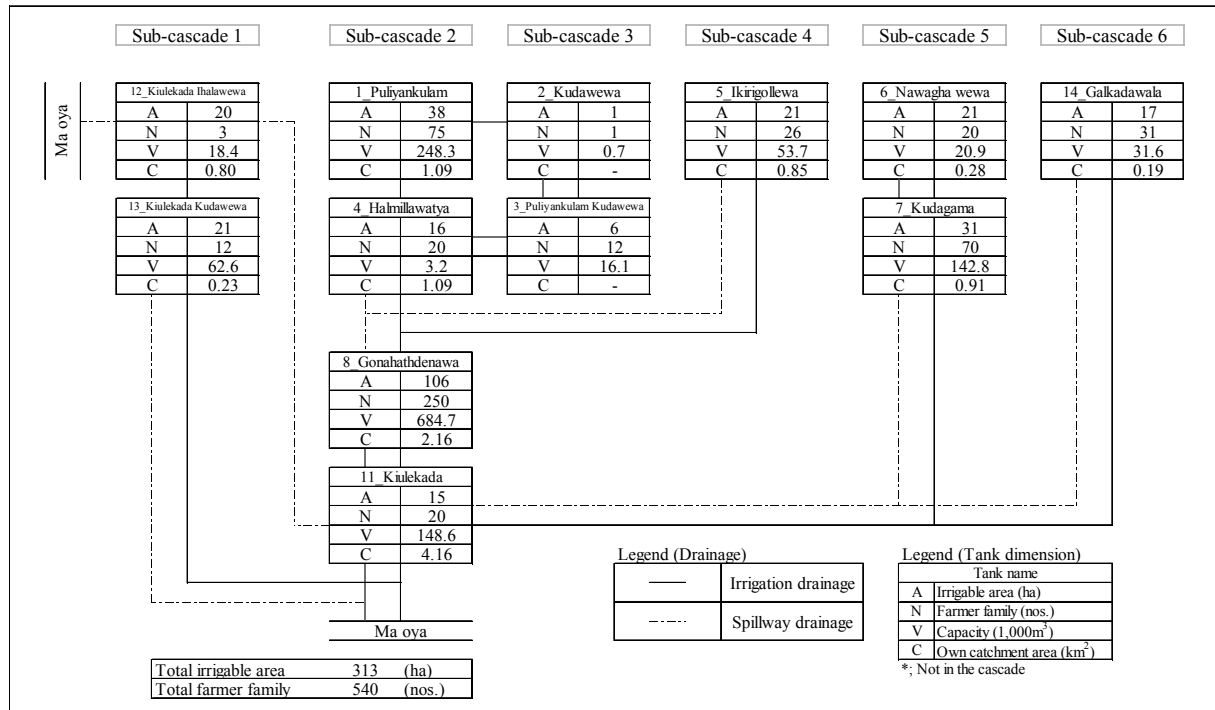 Sub-cascade 1
Sub-cascade 2
Sub-cascade 3
Sub-cascade 4
Sub-cascade 5
Sub-cascade 6
Ma oya
12_Kiulekada Ihalawewa
A 20
N 3
V 18.4
C 0.80
1_Puliyankulam
A 38
N 75
V 248.3
C 1.09
2_Kudawewa
A 1
N 1
V 0.7
C -
5_Ikirigollewa
A 21
N 26
V 53.7
C 0.85
6_Nawagha wewa
A 21
N 20
V 20.9
C 0.28
14_Galkadawala
A 17
N 31
V 31.6
C 0.19
13_Kiulekada Kudawewa
A 21
N 12
V 62.6
C 0.23
4_Halmillawatya
A 16
N 20
V 3.2
C 1.09
3_Puliyankulam Kudawewa
A 6
N 12
V 16.1
C -
7_Kudagama
A 31
N 70
V 142.8
C 0.91
8_Gonahathdenawa
A 106
N 250
V 684.7
C 2.16
11_Kiulekada
A 15
N 20
V 148.6
C 4.16
Ma oya
Legend (Drainage)
Irrigation drainage
Spillway drainage
Legend (Tank dimension)
Tank name
A Irrigable area (ha)
N Farmer family (nos.)
V Capacity (1,000m³)
C Own catchment area (km²)
*; Not in the cascade
Total irrigable area 313 (ha)
Total farmer family 540 (nos.)